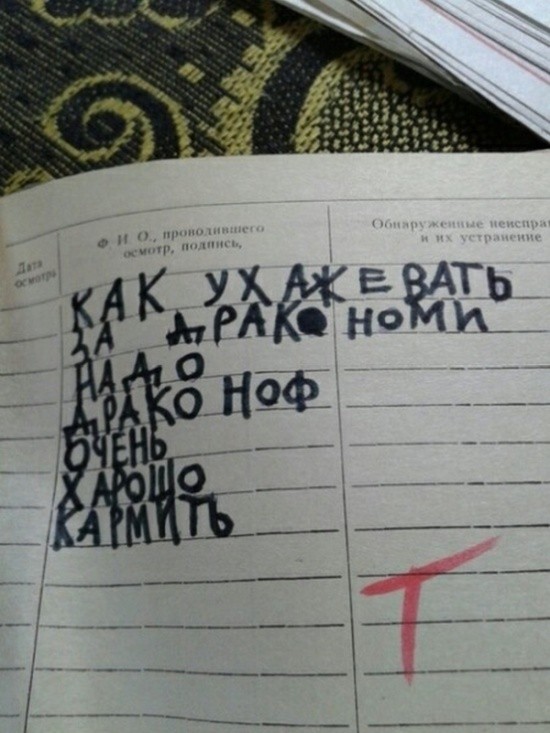 Дата
осмотра
Ф. И. О., проводившего
осмотр, подпись,
Обнаруженные неиспра
и их устранение
КАК УХАЖЕВАТЬ
ЗА ДРАКОНОМИ
НАДО
ДРАКОНОФ
ОЧЕНЬ
ХАРОШО
КАРМИТЬ
Т